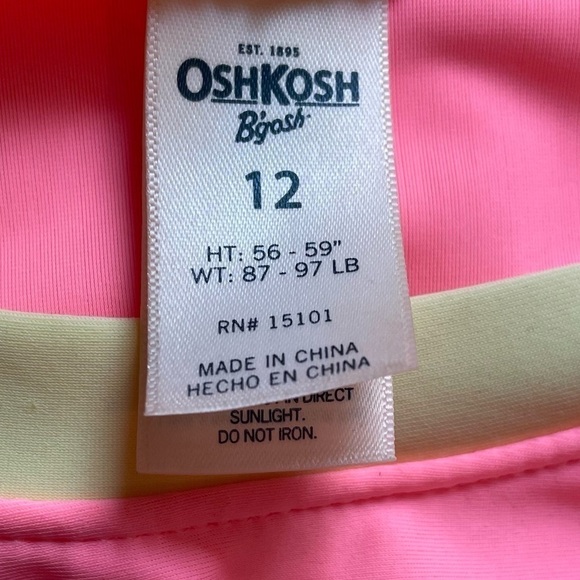 EST. 1895
OSHKOSH
B'gosh
12
HT: 56 - 59"
WT: 87 - 97 LB
RN# 15101
MADE IN CHINA
HECHO EN CHINA
DIRECT
SUNLIGHT.
DO NOT IRON.